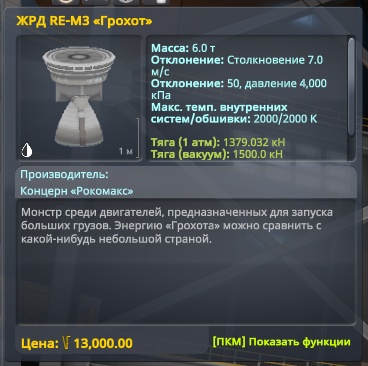 ЖРД RE-M3 «Грохот»
Масса: 6.0 т
Отклонение: Столкновение 7.0
м/с
Отклонение: 50, давление 4,000
кПа
Макс. темп. внутренних
систем/обшивки: 2000/2000 K
Тяга (1 атм): 1379.032 кН
Тяга (вакуум): 1500.0 кН
1 м
Производитель:
Концерн «Рокомакс»
Монстр среди двигателей, предназначенных для запуска
больших грузов. Энергию «Грохота» можно сравнить с
какой-нибудь небольшой страной.
Цена: 13,000.00
[ПКМ] Показать функции